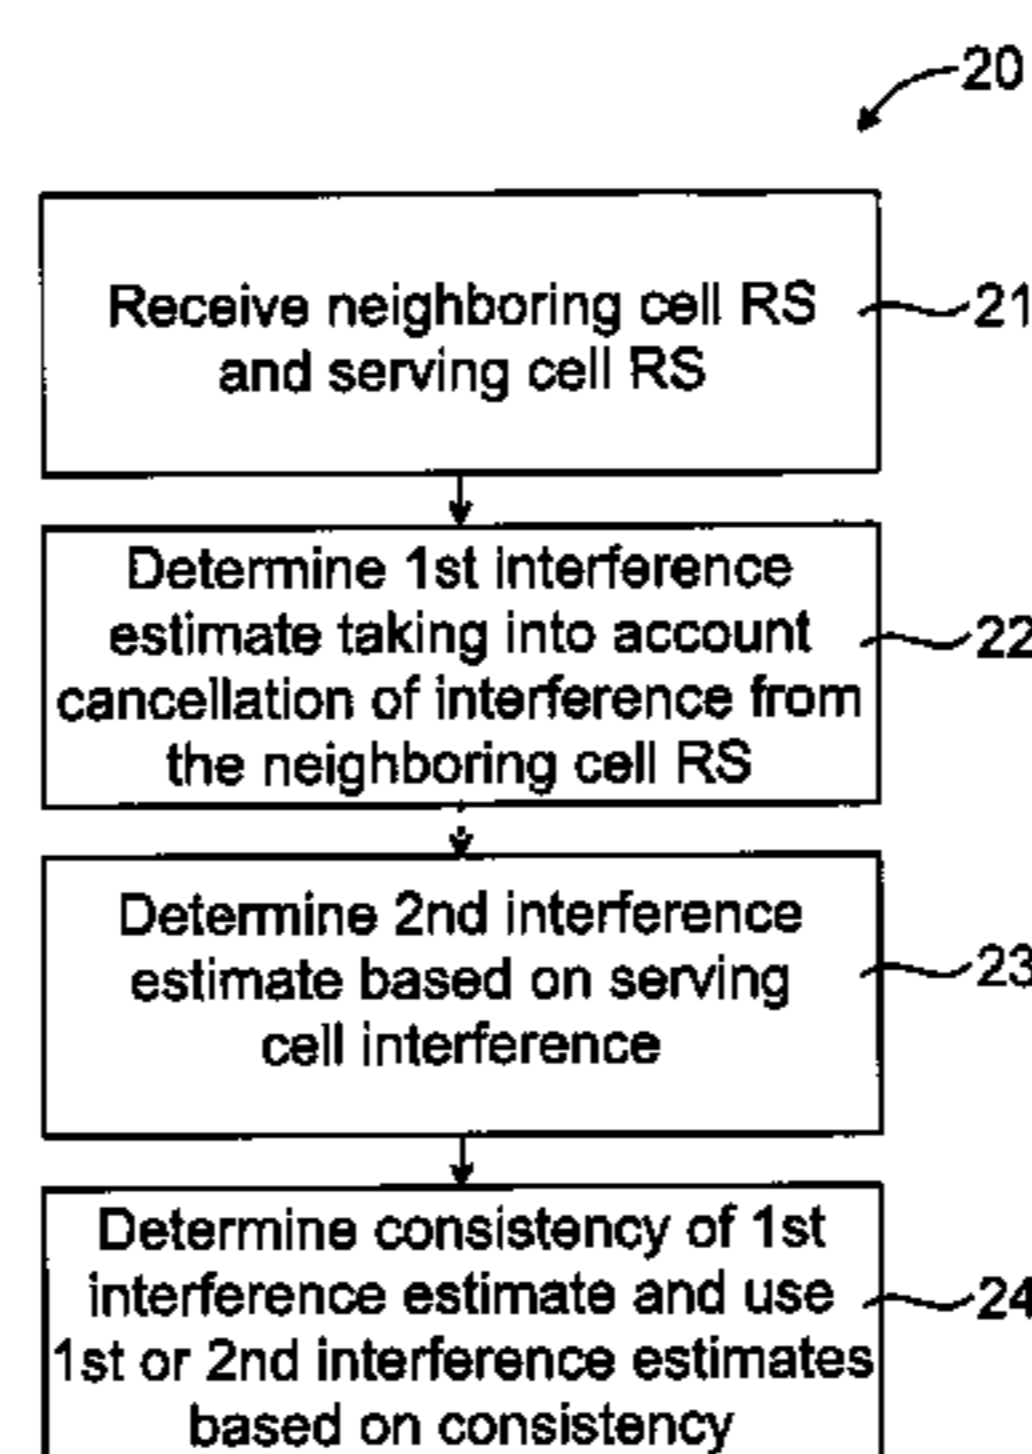 20
Receive neighboring cell RS
and serving cell RS
21
Determine 1st interference
estimate taking into account
cancellation of interference from
the neighboring cell RS
22
Determine 2nd interference
estimate based on serving
cell interference
23
Determine consistency of 1st
interference estimate and use
1st or 2nd interference estimates
based on consistency
24